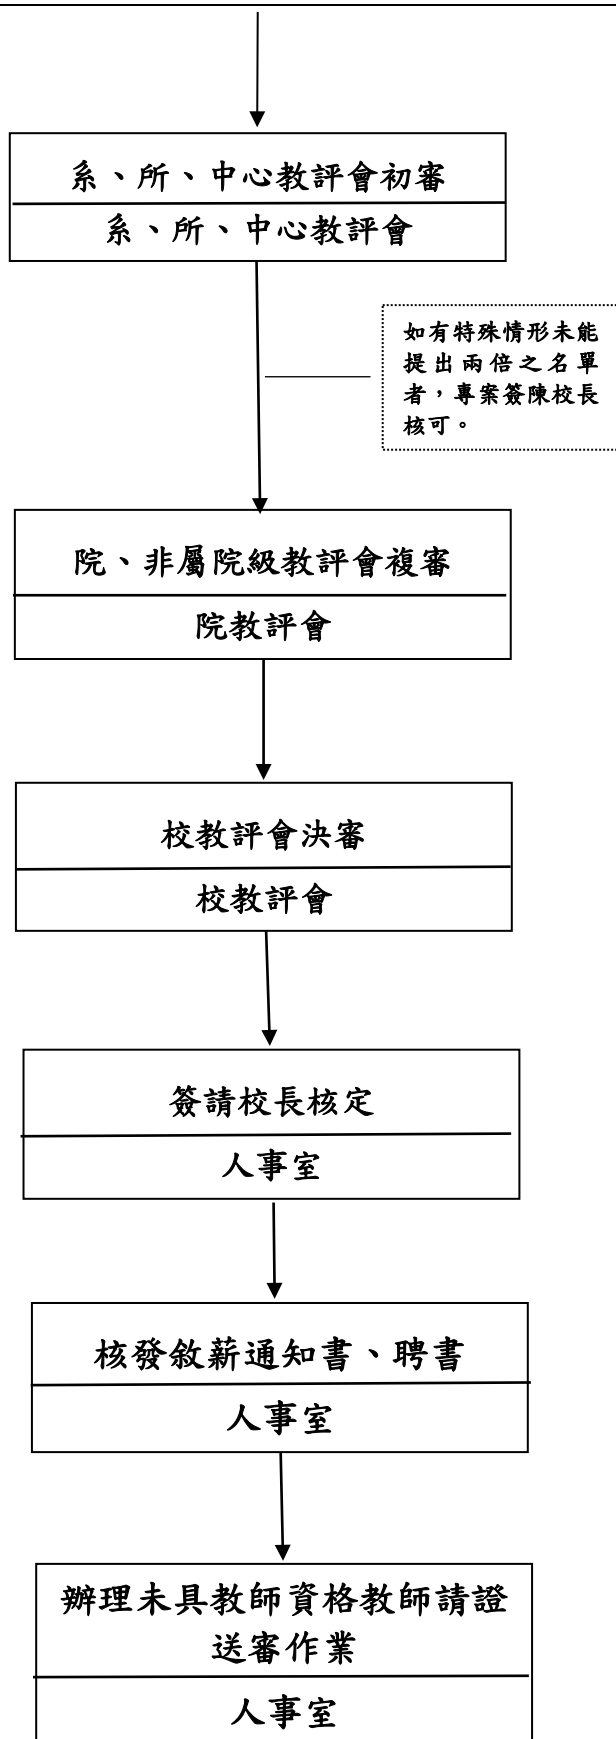 系、所、中心教評會初審
系、所、中心教評會
如有特殊情形未能
提出兩倍之名單
者，專案簽陳校長
核可。
院、非屬院級教評會複審
院教評會
校教評會決審
校教評會
簽請校長核定
人事室
核發敘薪通知書、聘書
人事室
辦理未具教師資格教師請證
送審作業
人事室